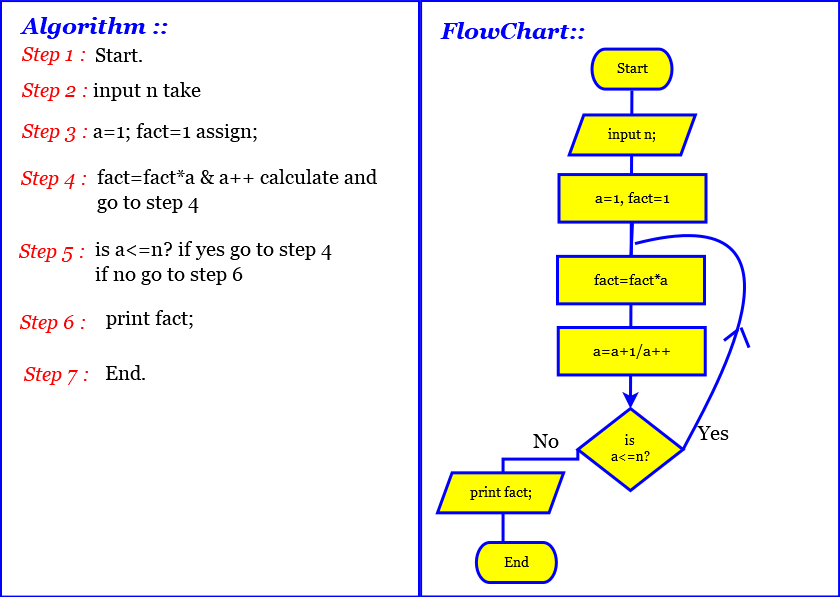 Algorithm ::
Step 1 : Start.
Step 2 : input n take
Step 3 : a=1; fact=1 assign;
Step 4 : fact=fact*a & a++ calculate and
go to step 4
Step 5 : is a<=n? if yes go to step 4
if no go to step 6
Step 6 : print fact;
Step 7 : End.
FlowChart::
Start
input n;
a=1, fact=1
fact=fact*a
a=a+1/a++
is
a<=n?
Yes
No
print fact;
End